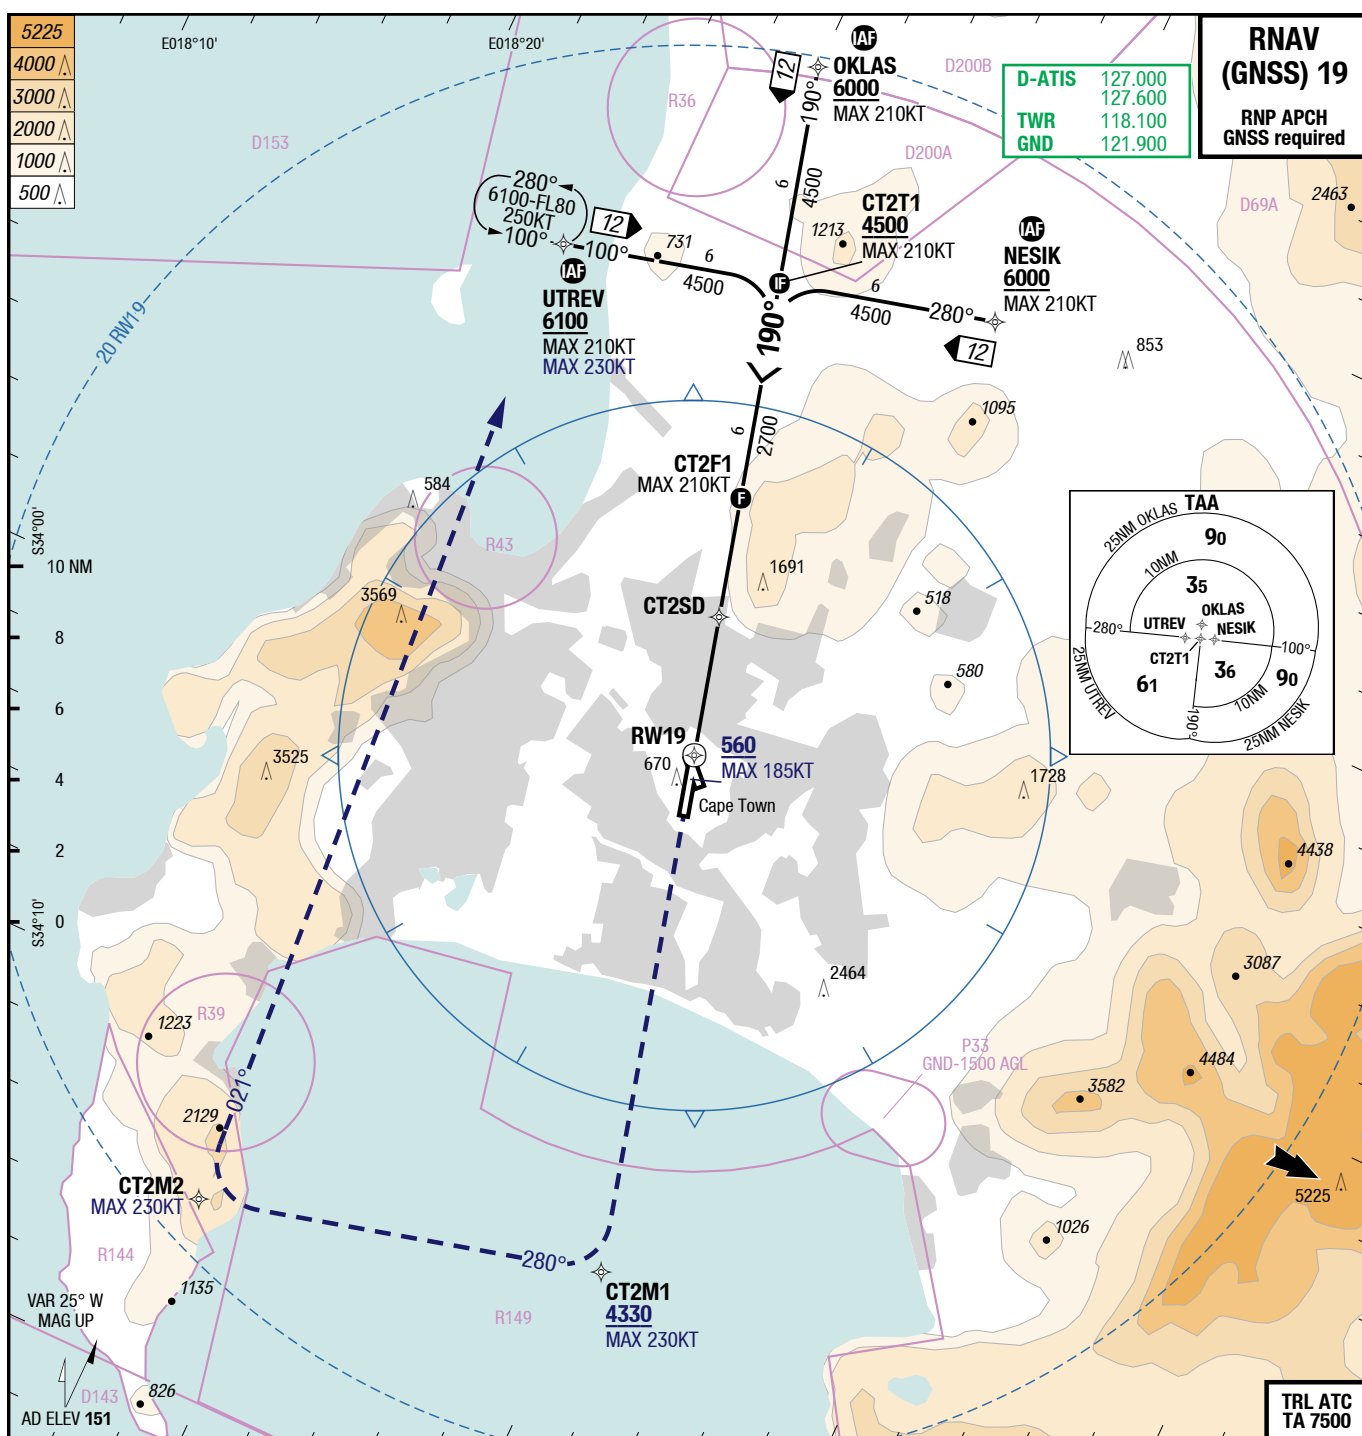 5225
4000
3000
2000
1000
500
E018°10'
E018°20'
IAF
OKLAS
6000
MAX 210KT
12
190°
D200B
D-ATIS 127.000
127.600
TWR 118.100
GND 121.900
RNAV
(GNSS) 19
RNP APCH
GNSS required
R36
D153
D200A
6
4500
280°
6100-FL80
250KT
100°
12
100°
731
6
4500
IAF
UTREV
6100
MAX 210KT
MAX 230KT
CT2T1
4500
MAX 210KT
1213
IF
IAF
NESIK
6000
MAX 210KT
6
4500
280°
12
D69A
2463
20 RW19
190°
853
1095
6
2700
CT2F1
MAX 210KT
F
584
R43
S34°00'
10 NM
8
6
4
2
0
S34°10'
3569
1691
CT2SD
518
580
TAA
25NM OKLAS
90
10NM
35
OKLAS
UTREV
NESIK
280°
100°
CT2T1
61
36
90
190°
10NM
25NM UTREV
25NM NESIK
3525
RW19
560
MAX 185KT
670
Cape Town
1728
4438
2464
3087
1223
R39
P33
GND-1500 AGL
4484
3582
021°
2129
CT2M2
MAX 230KT
5225
R144
280°
1026
CT2M1
4330
MAX 230KT
1135
VAR 25° W
MAG UP
R149
D143
826
AD ELEV 151
TRL ATC
TA 7500